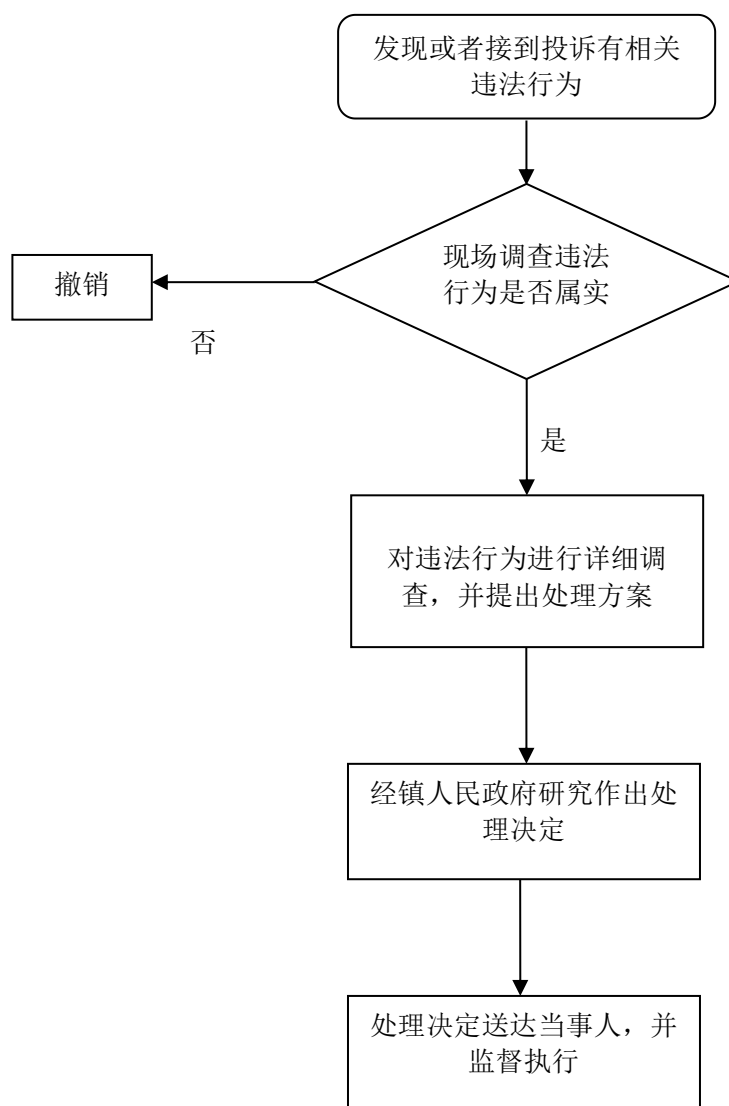 发现或者接到投诉有相关
违法行为
现场调查违法
行为是否属实
撤销
否
是
对违法行为进行详细调
查，并提出处理方案
经镇人民政府研究作出处
理决定
处理决定送达当事人，并
监督执行